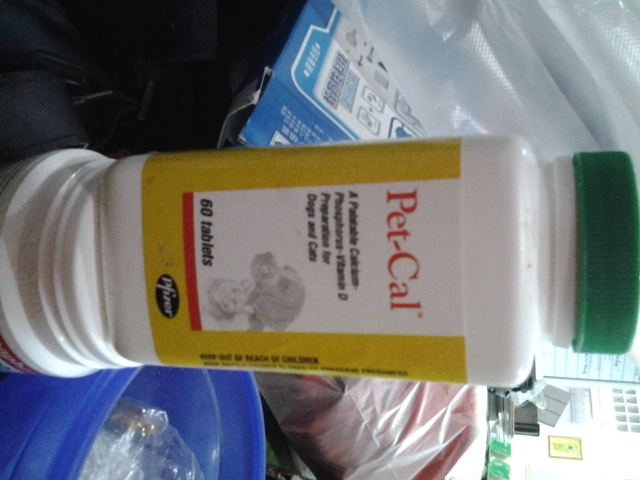 Pet-Cal™
A Palatable Calcium-
Phosphorus-Vitamin D
Preparation for
Dogs and Cats
60 tablets
Pfizer
KEEP OUT OF REACH OF CHILDREN